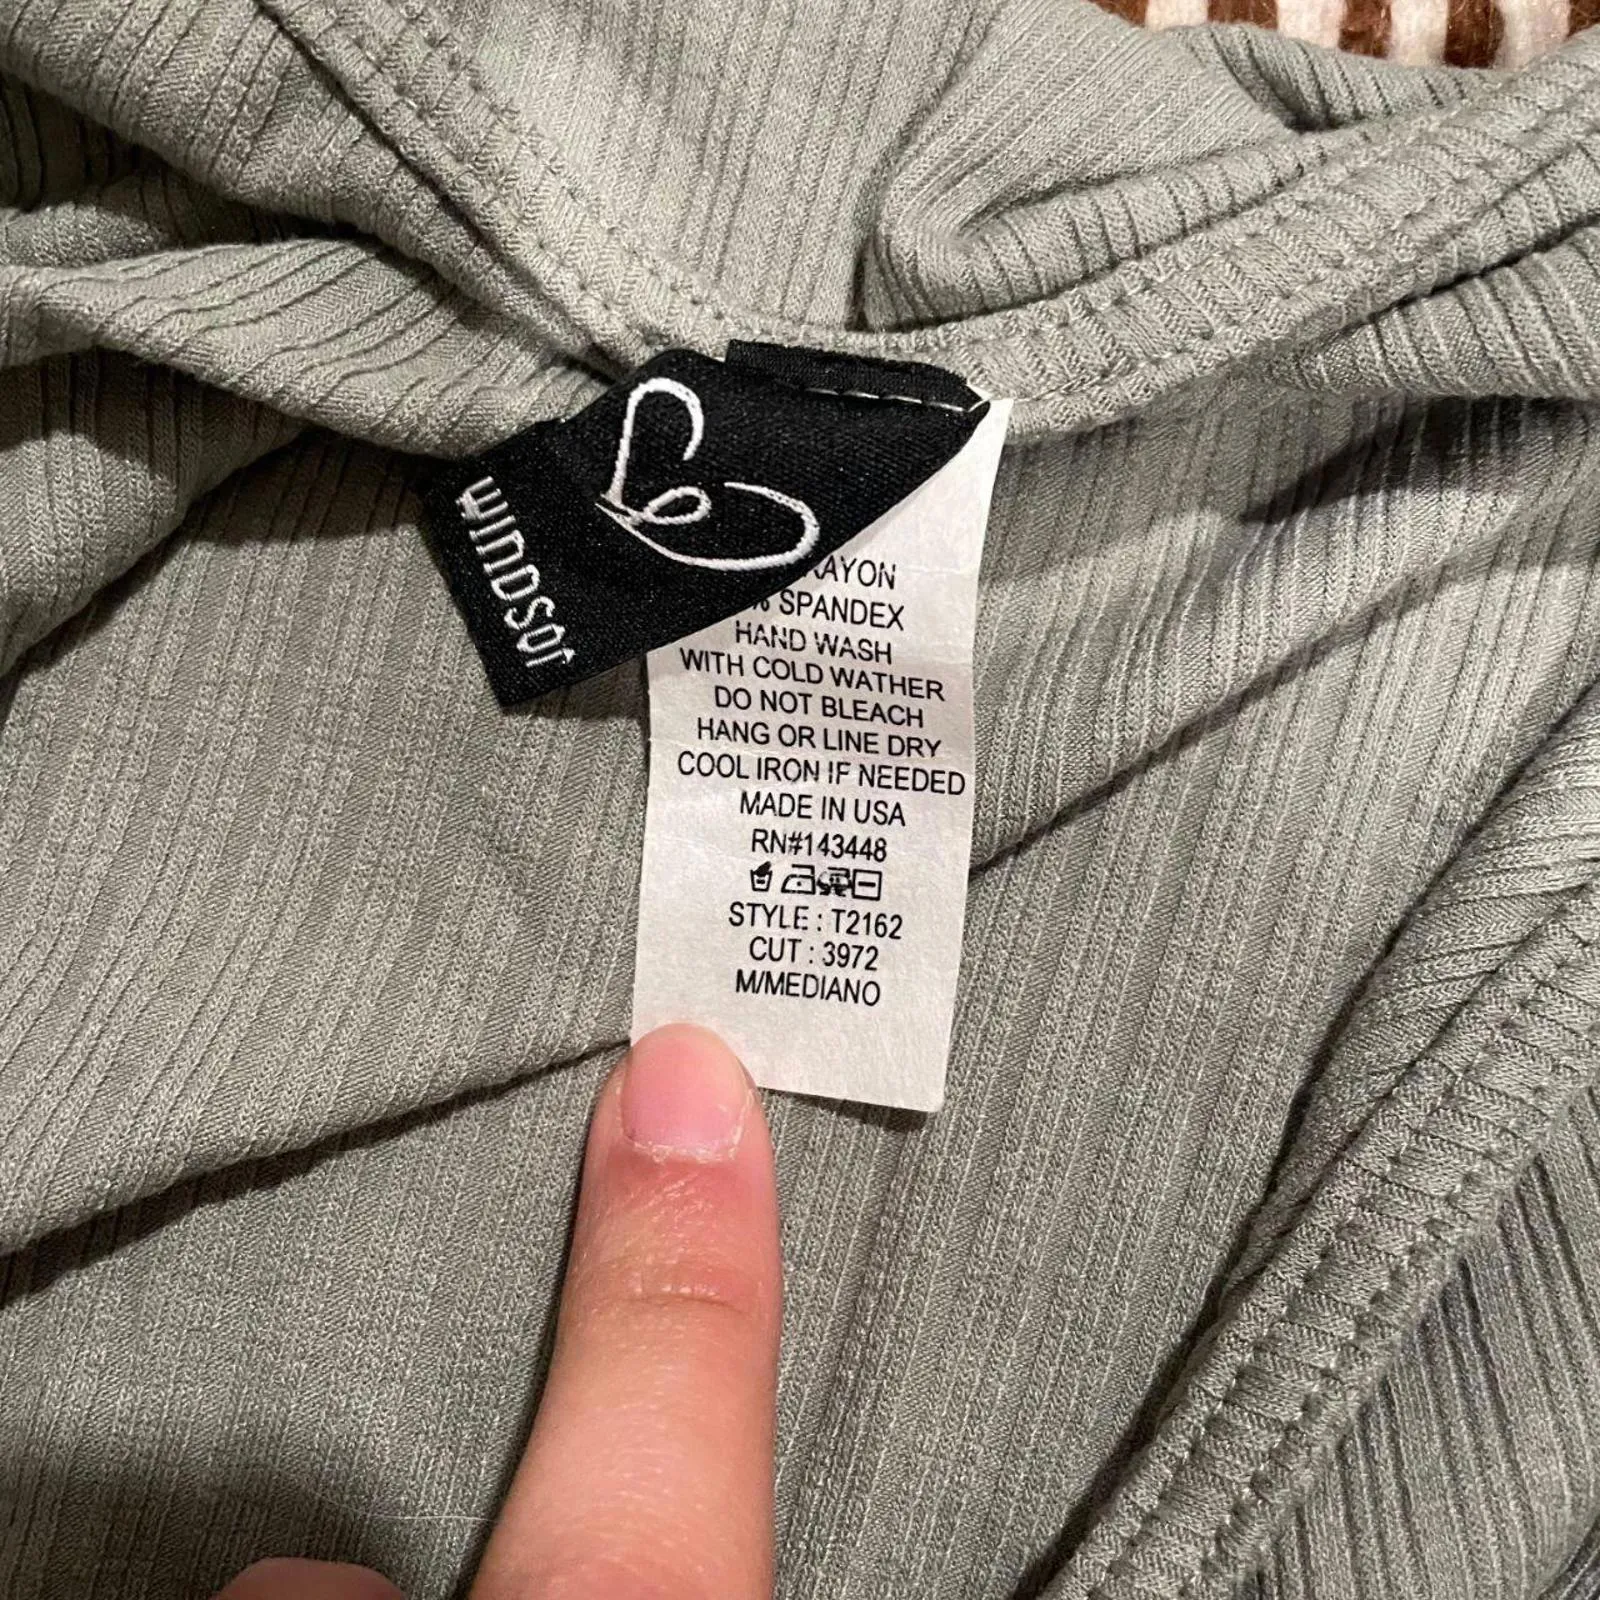 WINDSOR
RAYON
% SPANDEX
HAND WASH
WITH COLD WATHER
DO NOT BLEACH
HANG OR LINE DRY
COOL IRON IF NEEDED
MADE IN USA
RN#143448
STYLE : T2162
CUT : 3972
M/MEDIANO